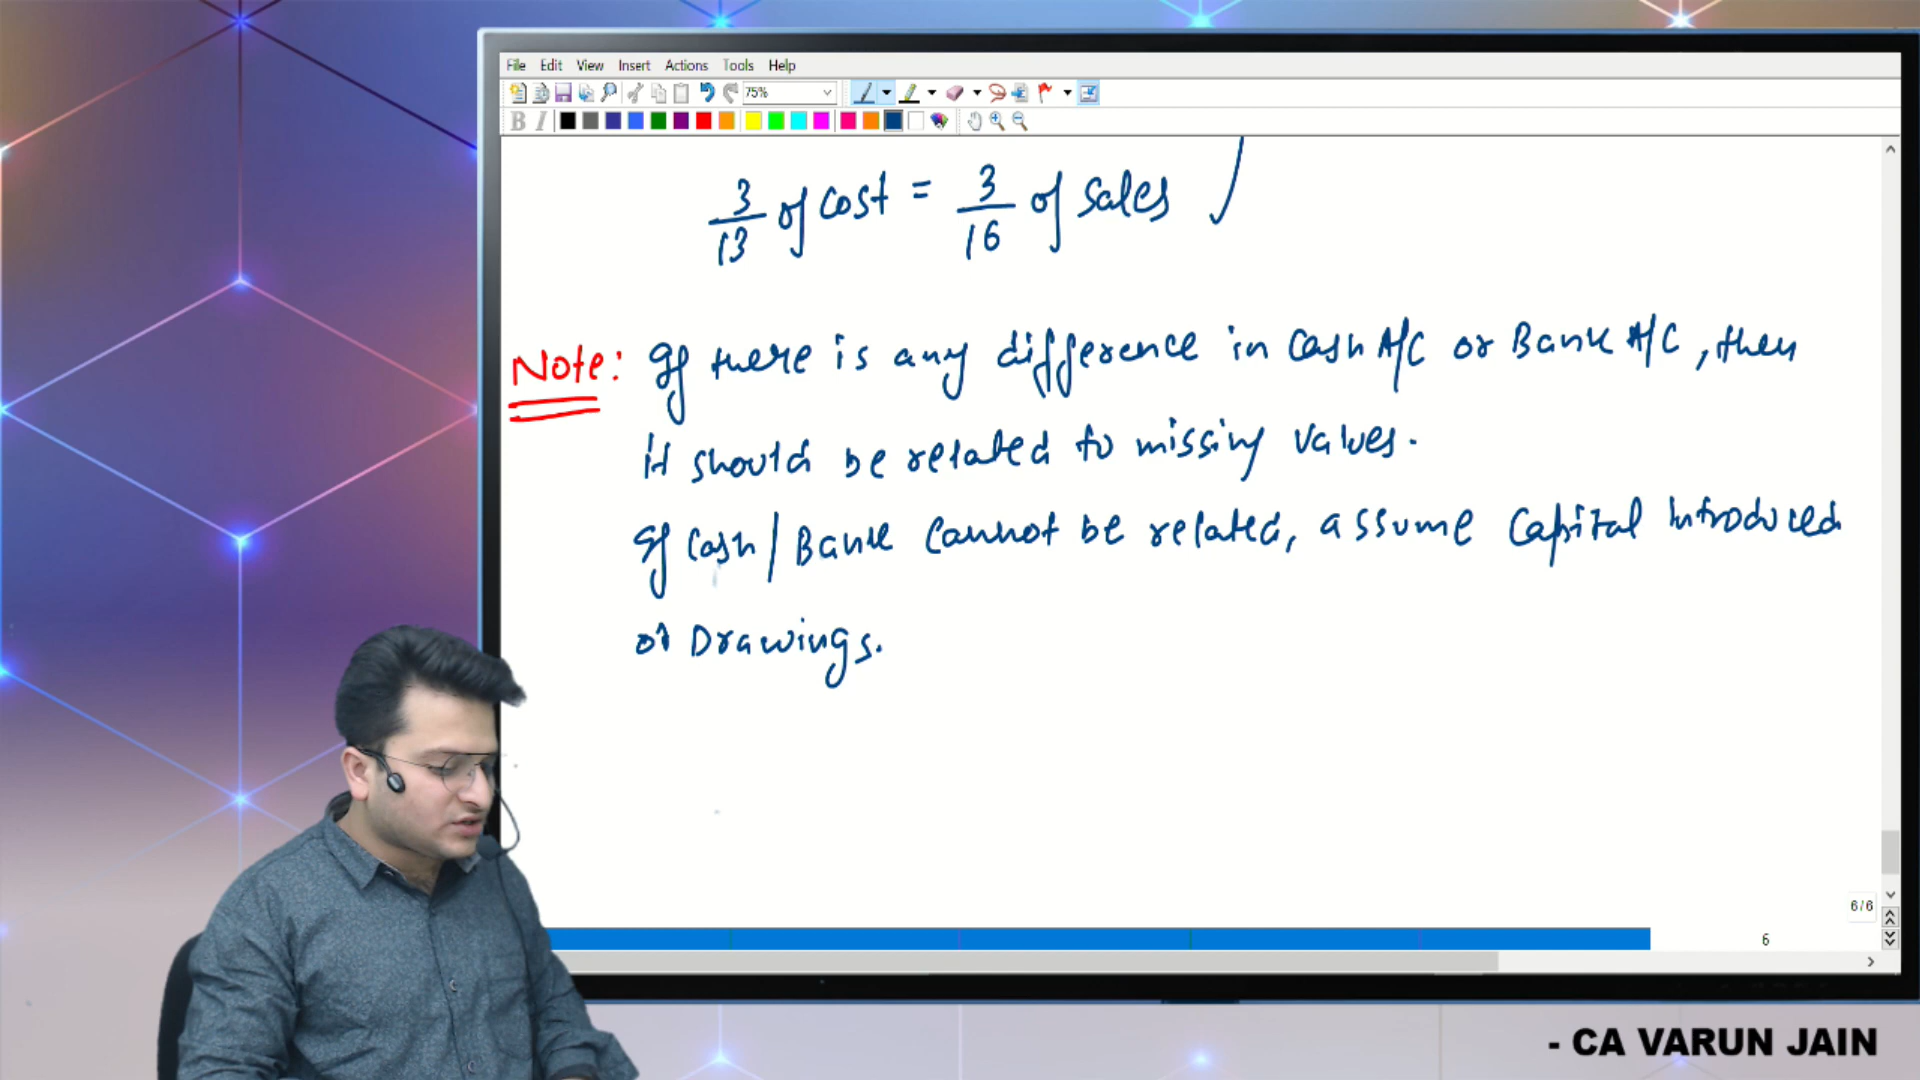 File Edit View Insert Actions Tools Help
75%
B I
3/13 of cost = 3/16 of sales
Note: If there is any difference in Cash A/C or Bank A/C, then
it should be related to missing values.
If Cash/Bank cannot be related, assume Capital Introduced
or Drawings.
6/6
6
- CA VARUN JAIN